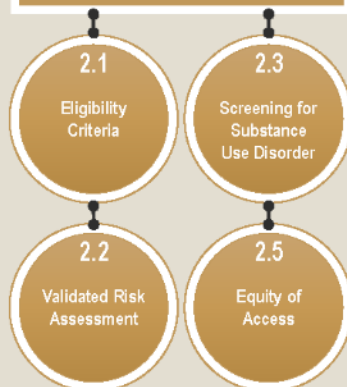 2.1
Eligibility
Criteria
2.3
Screening for
Substance
Use Disorder
2.2
Validated Risk
Assessment
2.5
Equity of
Access